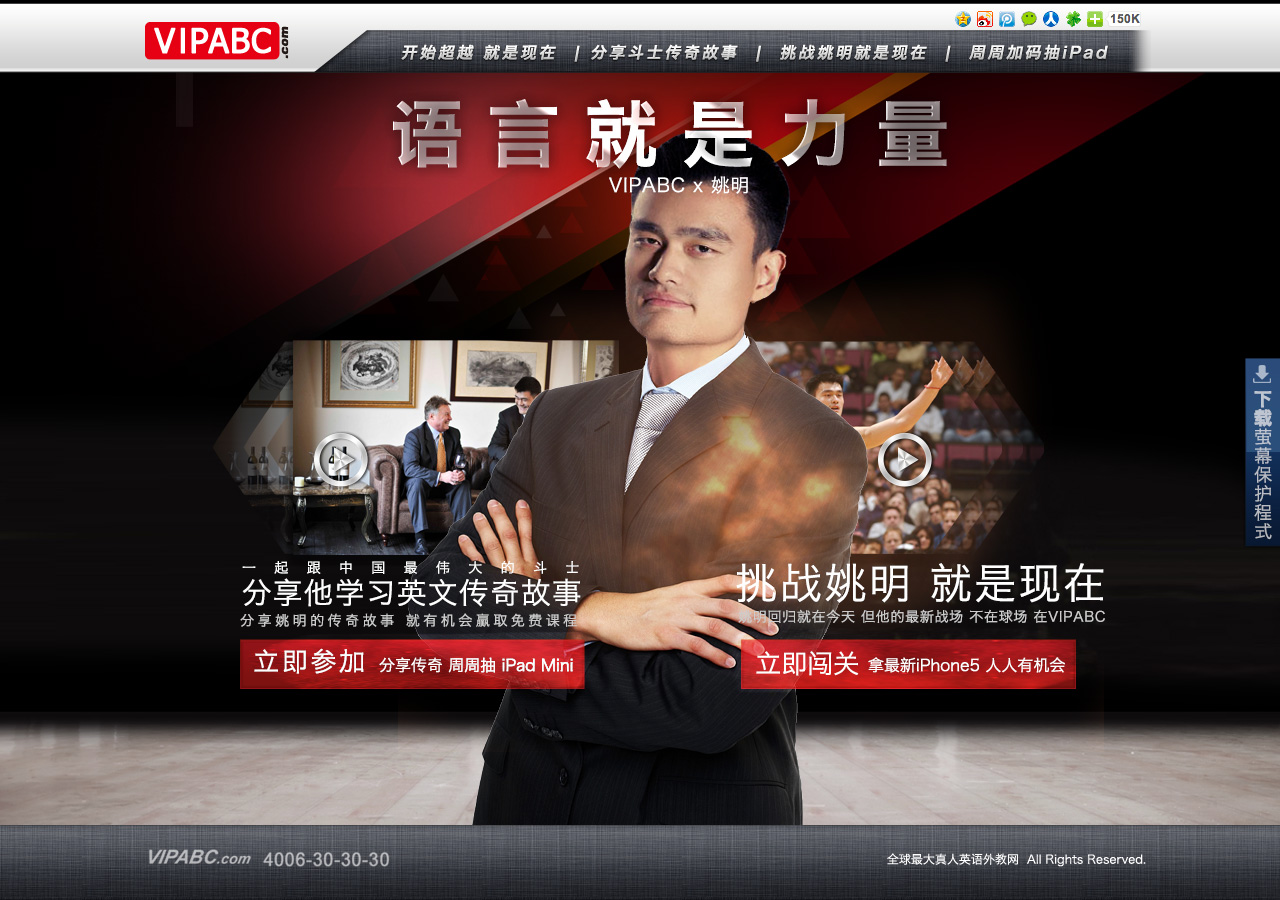 VIPABC.com
150K
开始超越 就是现在 | 分享斗士传奇故事 | 挑战姚明就是现在 | 周周加码抽iPad
语言就是力量
VIPABC x 姚明
下载萤幕保护程式
一起跟中国最伟大的斗士
分享他学习英文传奇故事
分享姚明的传奇故事 就有机会赢取免费课程
立即参加 分享传奇 周周抽 iPad Mini
挑战姚明 就是现在
姚明回归就在今天 但他的最新战场 不在球场 在VIPABC
立即闯关 拿最新iPhone5 人人有机会
VIPABC.com 4006-30-30-30
全球最大真人英语外教网 All Rights Reserved.